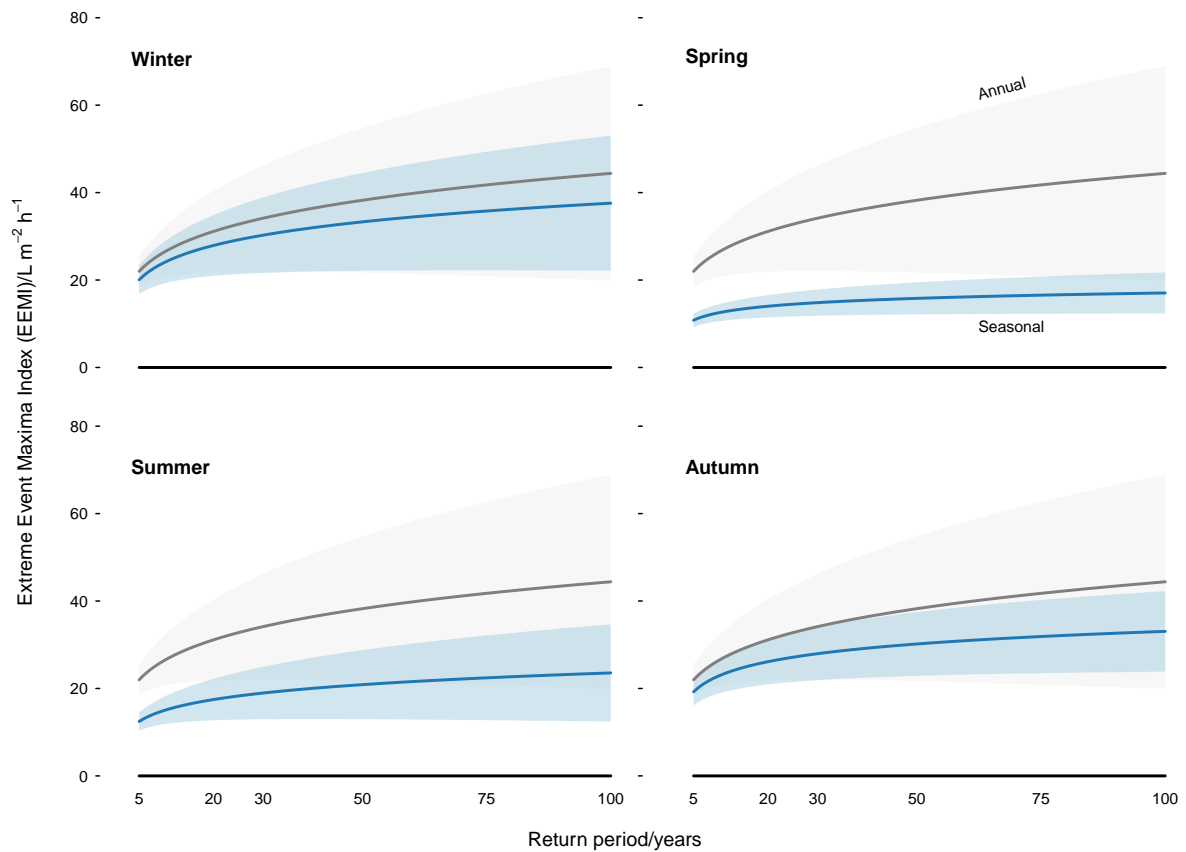 Extreme Event Maxima Index (EEMI)/L m⁻² h⁻¹
80 -
Winter
60 -
40 -
20 -
0 -
Spring
Annual
Seasonal
80 -
Summer
60 -
40 -
20 -
0 -
5 20 30 50 75 100
Autumn
5 20 30 50 75 100
Return period/years